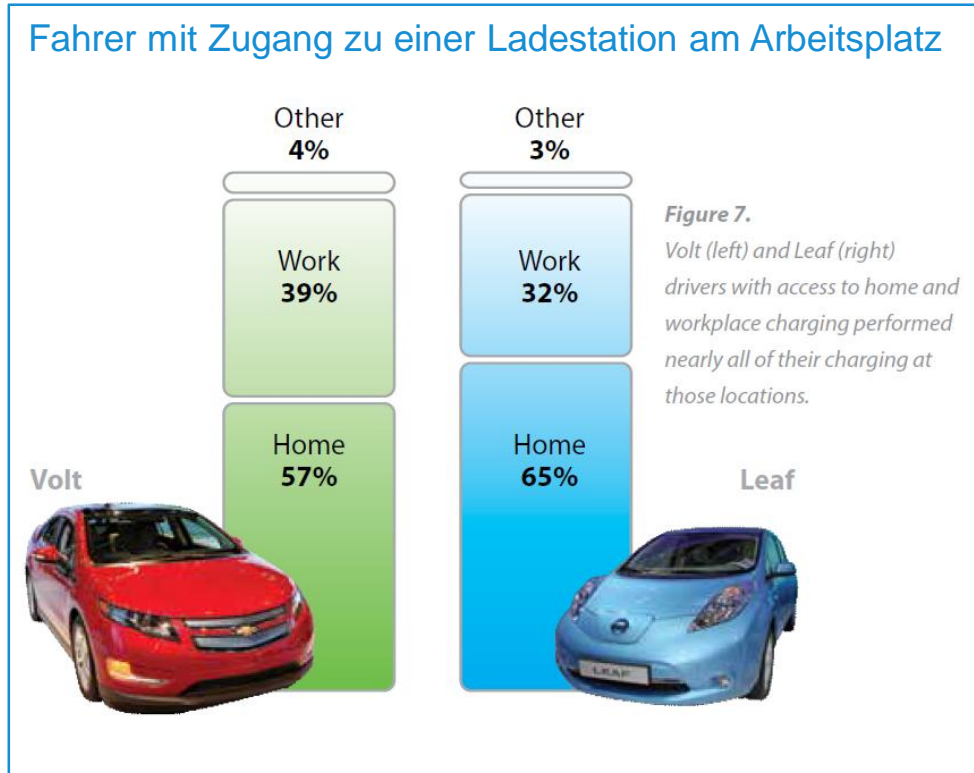 Fahrer mit Zugang zu einer Ladestation am Arbeitsplatz
Other
4%
Work
39%
Home
57%
Volt
Other
3%
Work
32%
Home
65%
Leaf
LEAF
Figure 7.
Volt (left) and Leaf (right)
drivers with access to home and
workplace charging performed
nearly all of their charging at
those locations.